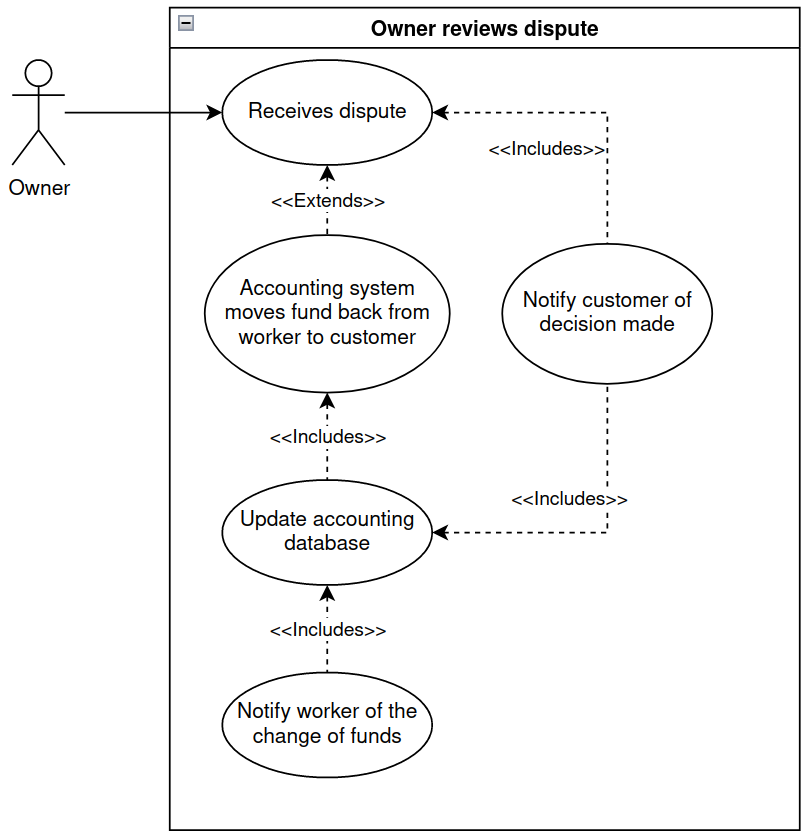 Owner reviews dispute
Receives dispute
<<Includes>>
Owner
<<Extends>>
Accounting system
moves fund back from
worker to customer
Notify customer of
decision made
<<Includes>>
<<Includes>>
Update accounting
database
<<Includes>>
Notify worker of the
change of funds